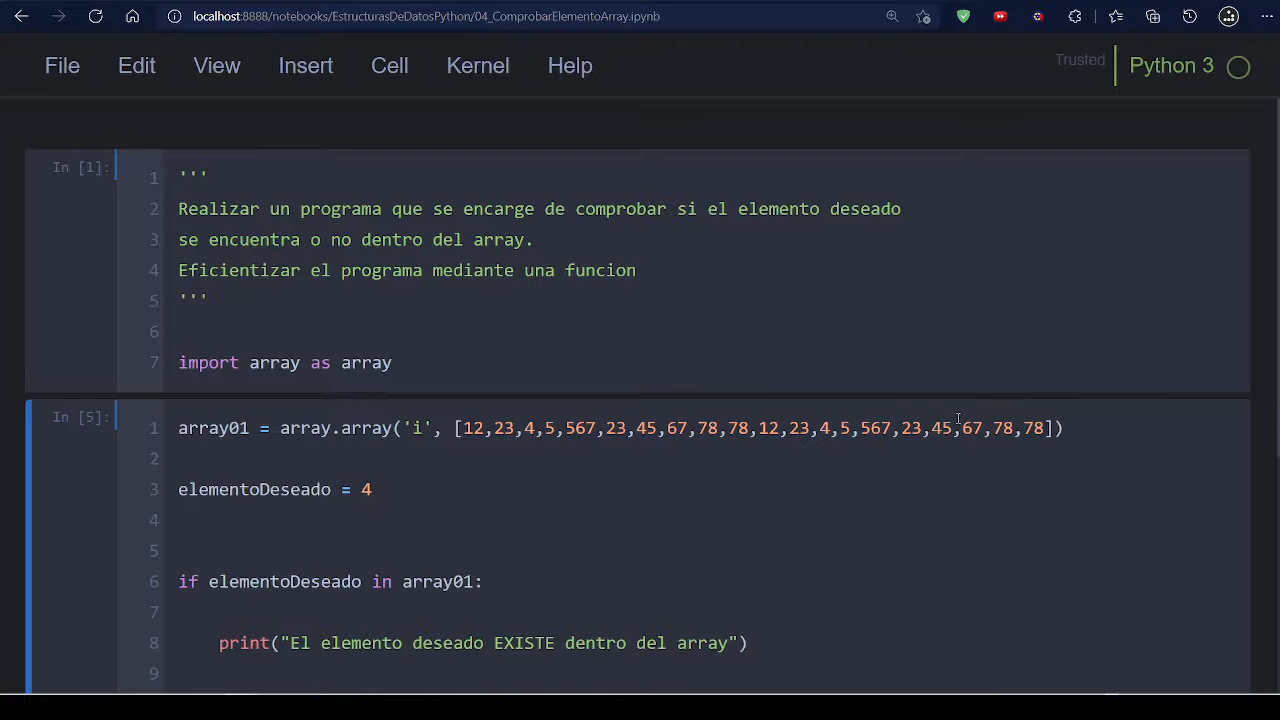 localhost:8888/notebooks/EstructurasDeDatosPython/04_ComprobarElementoArray.ipynb
File Edit View Insert Cell Kernel Help Trusted Python 3
In [1]:
1 '''
2 Realizar un programa que se encarge de comprobar si el elemento deseado
3 se encuentra o no dentro del array.
4 Eficientizar el programa mediante una funcion
5 '''
6
7 import array as array
In [5]:
1 array01 = array.array('i', [12,23,4,5,567,23,45,67,78,78,12,23,4,5,567,23,45,67,78,78])
2
3 elementoDeseado = 4
4
5
6 if elementoDeseado in array01:
7
8 print("El elemento deseado EXISTE dentro del array")
9